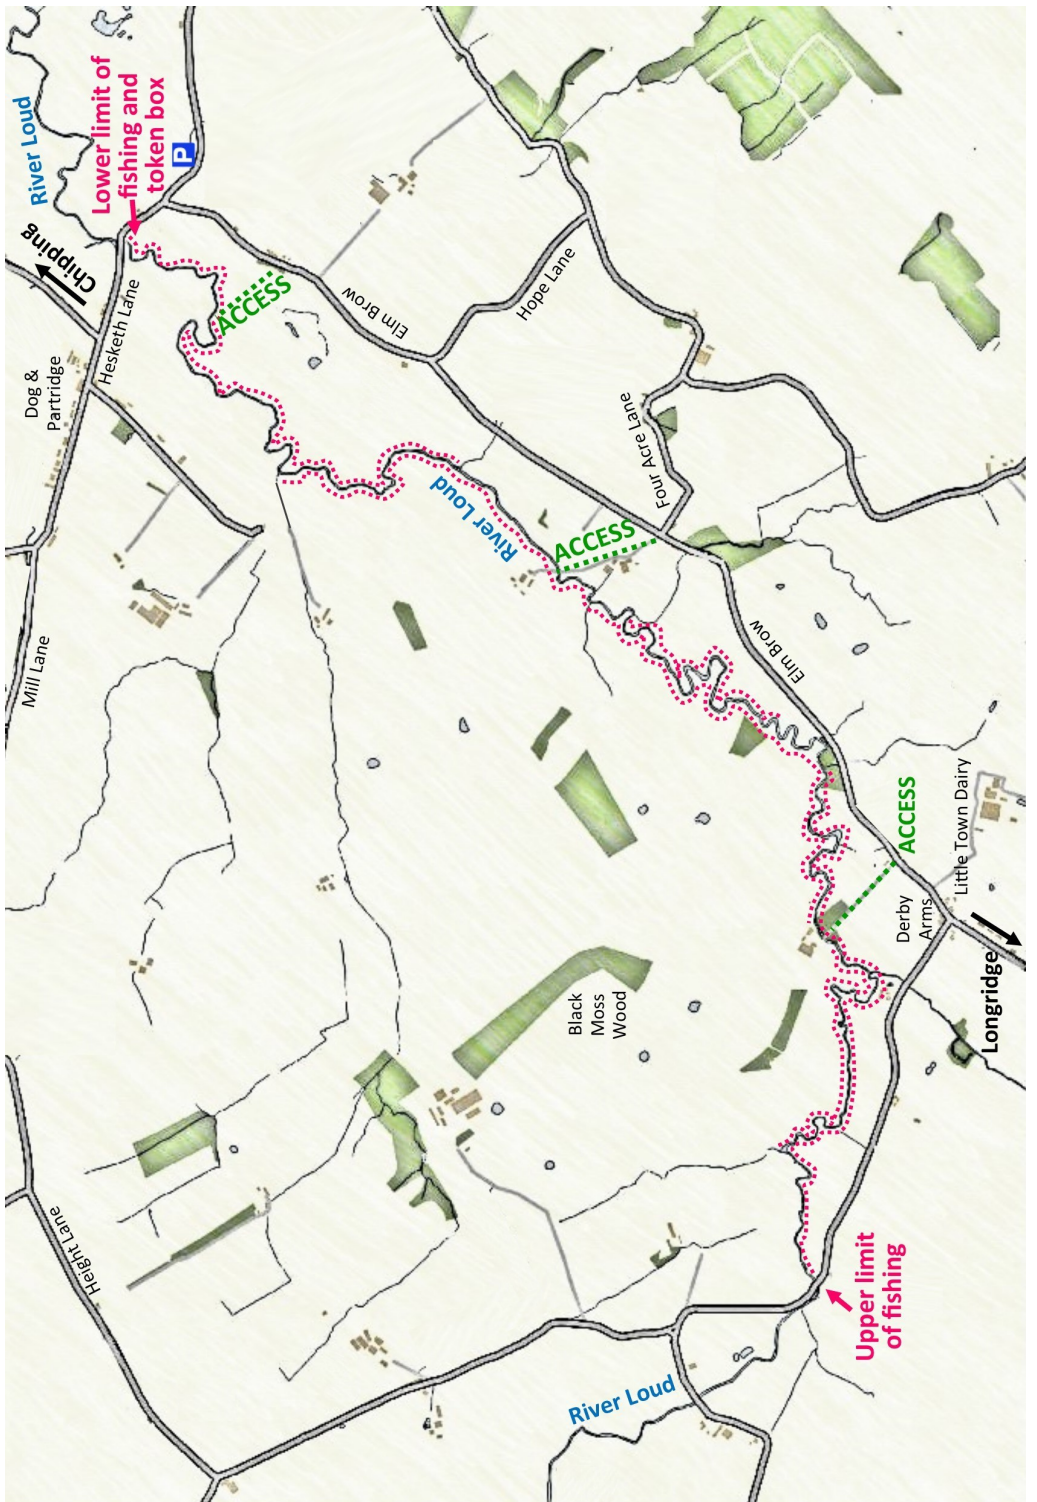 River Loud
Lower limit of
fishing and
token box
P
Chipping
Hesketh Lane
Dog &
Partridge
ACCESS
Elm Brow
Hope Lane
Four Acre Lane
River Loud
ACCESS
Mill Lane
Elm Brow
ACCESS
Little Town Dairy
Derby
Arms
Longridge
Black
Moss
Wood
Height Lane
Upper limit
of fishing
River Loud